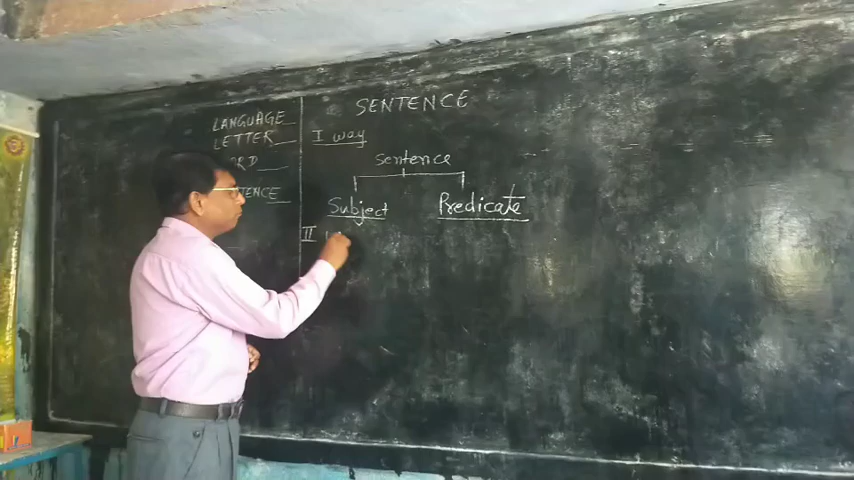 LANGUAGE
LETTER
SENTENCE
I way
Sentence
Subject Predicate
II